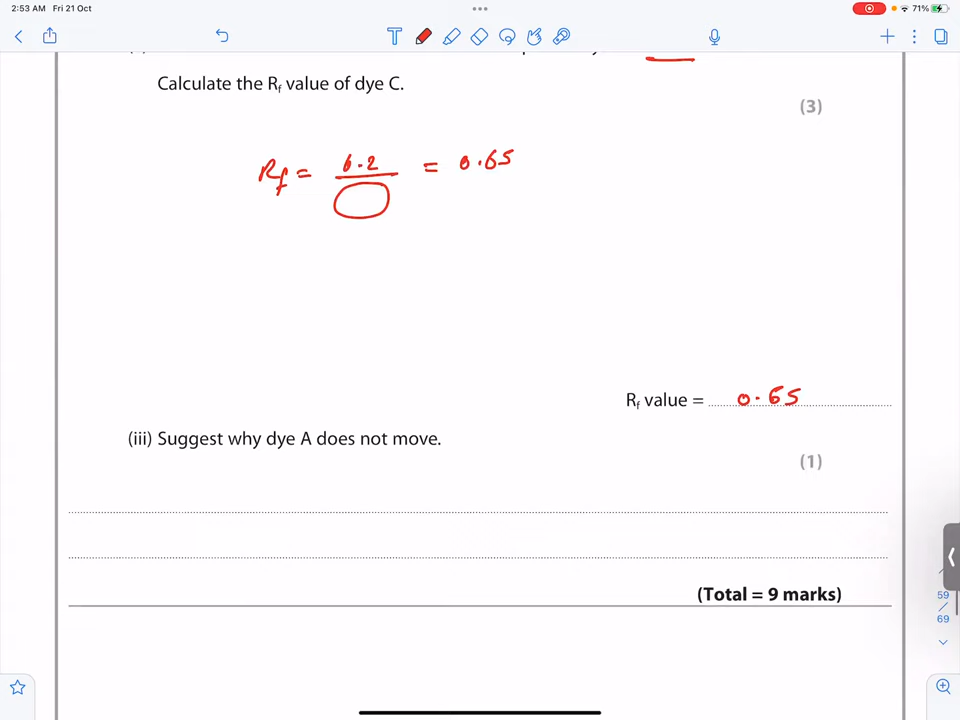 2:53 AM Fri 21 Oct
71%
Calculate the Rf value of dye C.
(3)
Rf = 6.2 = 0.65
Rf value = 0.65
(iii) Suggest why dye A does not move.
(1)
(Total = 9 marks)
59
/
69